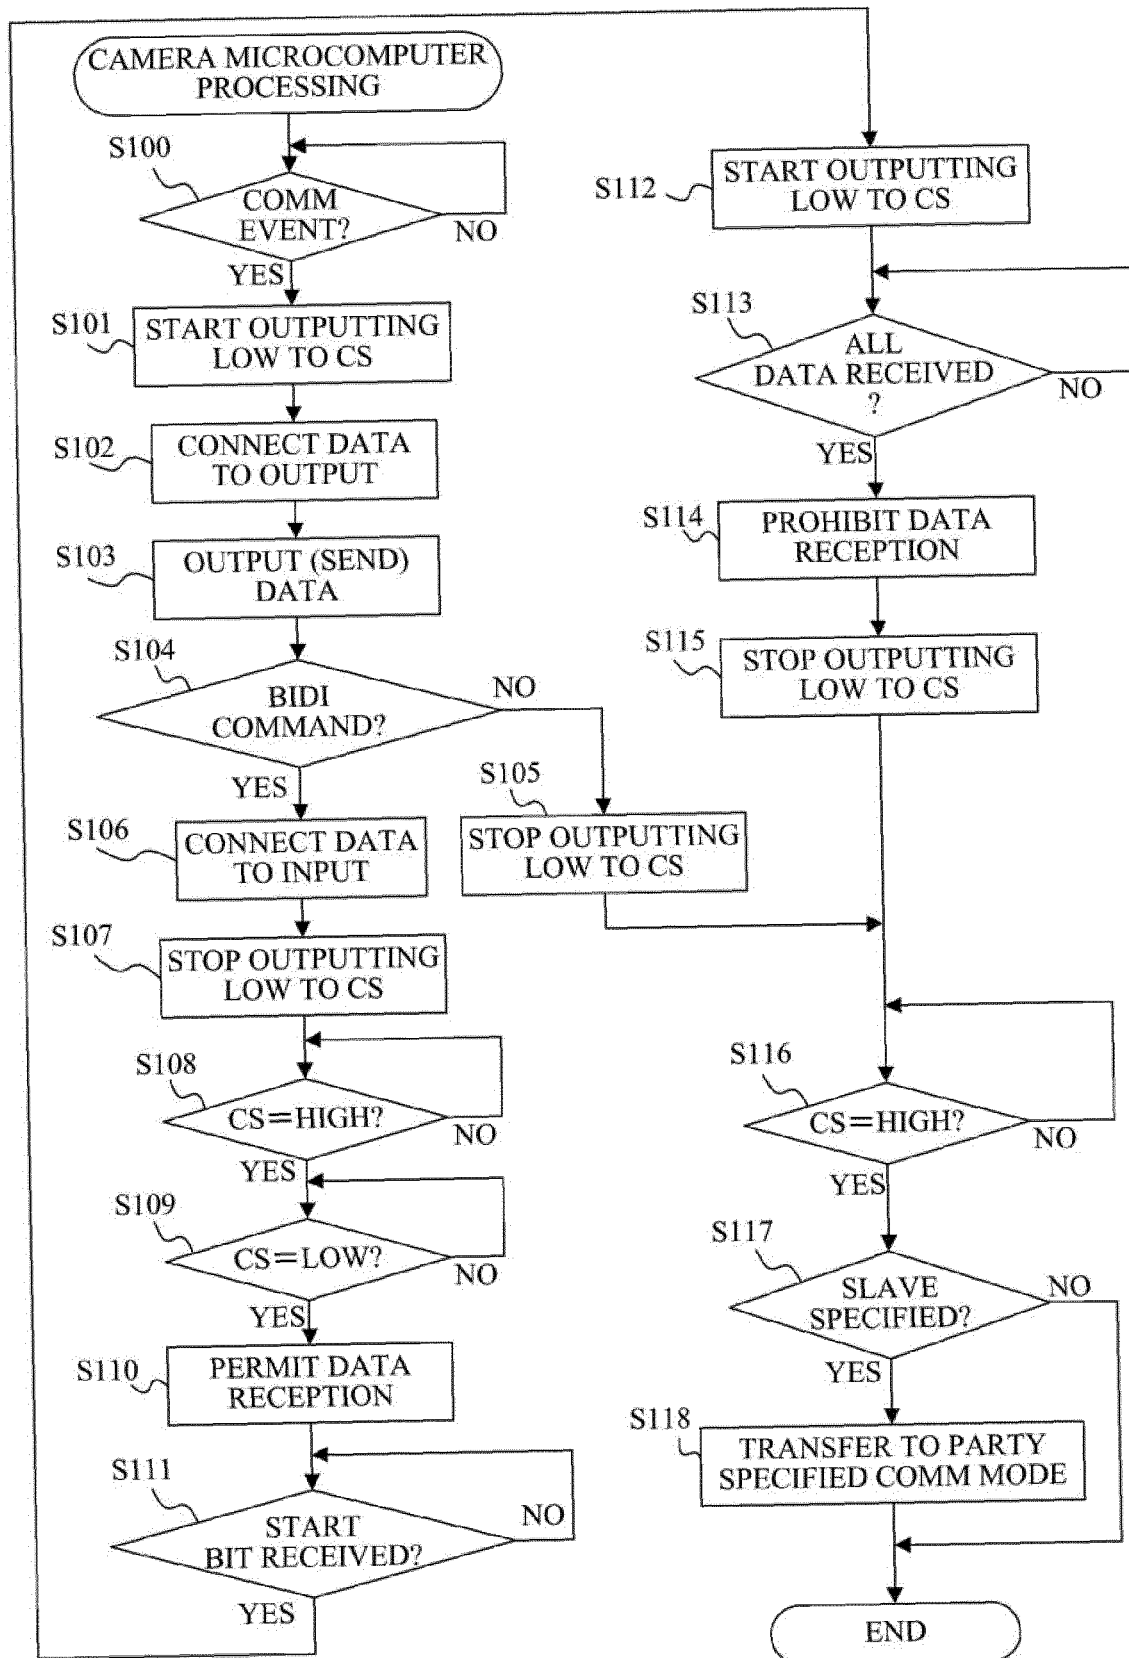 CAMERA MICROCOMPUTER
PROCESSING
S100
COMM
EVENT?
NO
YES
S101
START OUTPUTTING
LOW TO CS
S102
CONNECT DATA
TO OUTPUT
S103
OUTPUT (SEND)
DATA
S104
BIDI
COMMAND?
NO
YES
S105
STOP OUTPUTTING
LOW TO CS
S106
CONNECT DATA
TO INPUT
S107
STOP OUTPUTTING
LOW TO CS
S108
CS=HIGH?
NO
YES
S109
CS=LOW?
NO
YES
S110
PERMIT DATA
RECEPTION
S111
START
BIT RECEIVED?
NO
YES
S112
START OUTPUTTING
LOW TO CS
S113
ALL
DATA RECEIVED
?
NO
YES
S114
PROHIBIT DATA
RECEPTION
S115
STOP OUTPUTTING
LOW TO CS
S116
CS=HIGH?
NO
YES
S117
SLAVE
SPECIFIED?
NO
YES
S118
TRANSFER TO PARTY
SPECIFIED COMM MODE
END